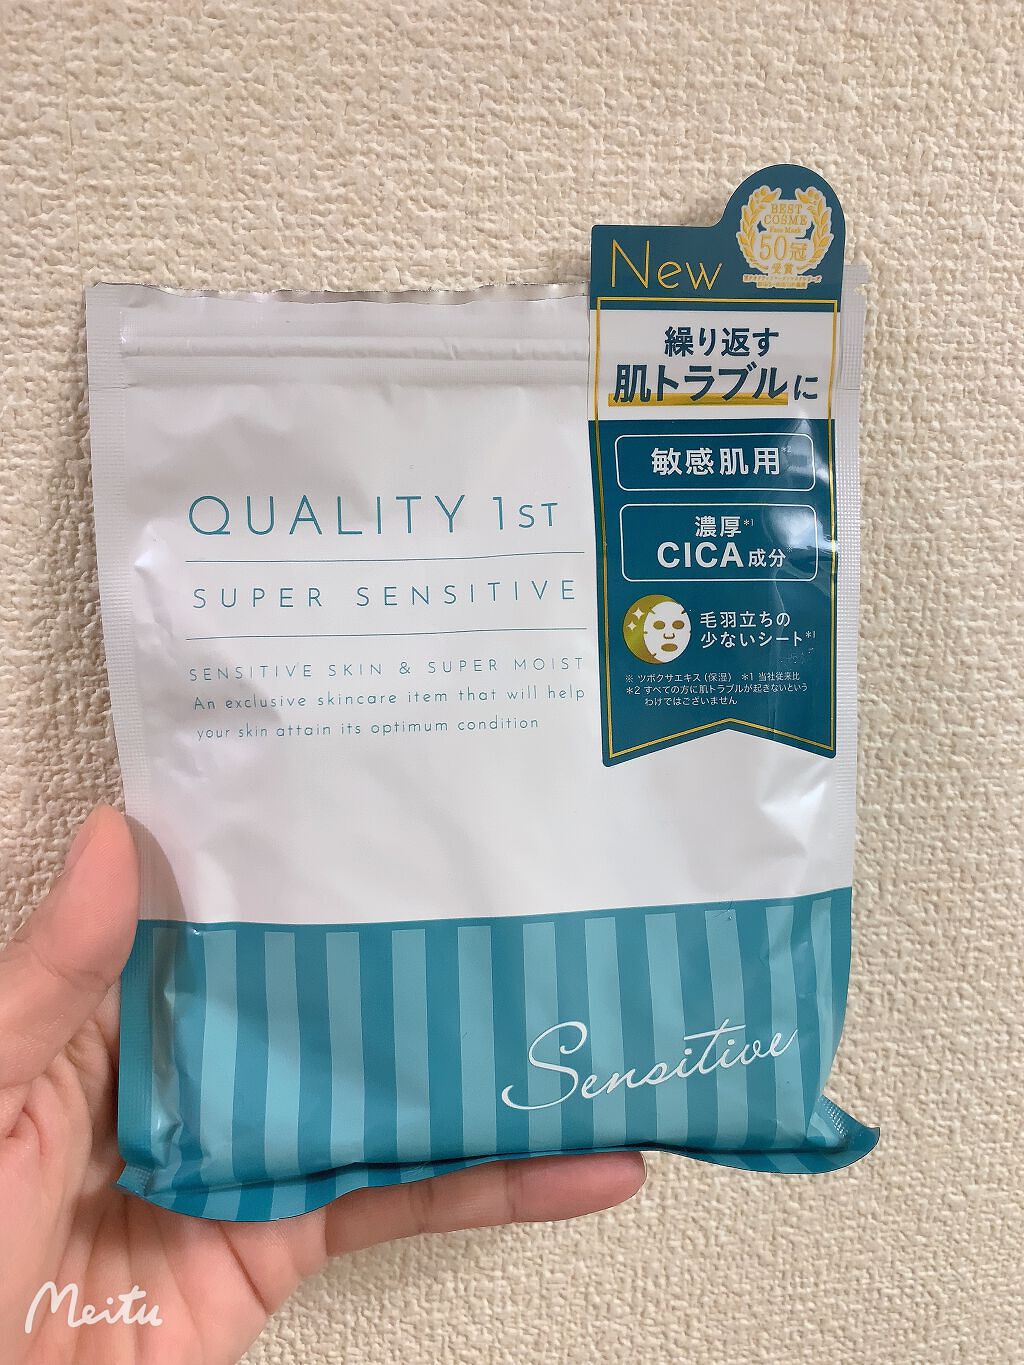 New
BEST
COSME
Face Mask
50冠
受賞
繰り返す
肌トラブルに
敏感肌用*2
濃厚*1
CICA成分※
毛羽立ちの
少ないシート*1
※ ツボクサエキス（保湿） *1 当社従来比
*2 すべての方に肌トラブルが起きないという
わけではございません
QUALITY 1ST
SUPER SENSITIVE
SENSITIVE SKIN & SUPER MOIST
An exclusive skincare item that will help
your skin attain its optimum condition
Sensitive
Meitu